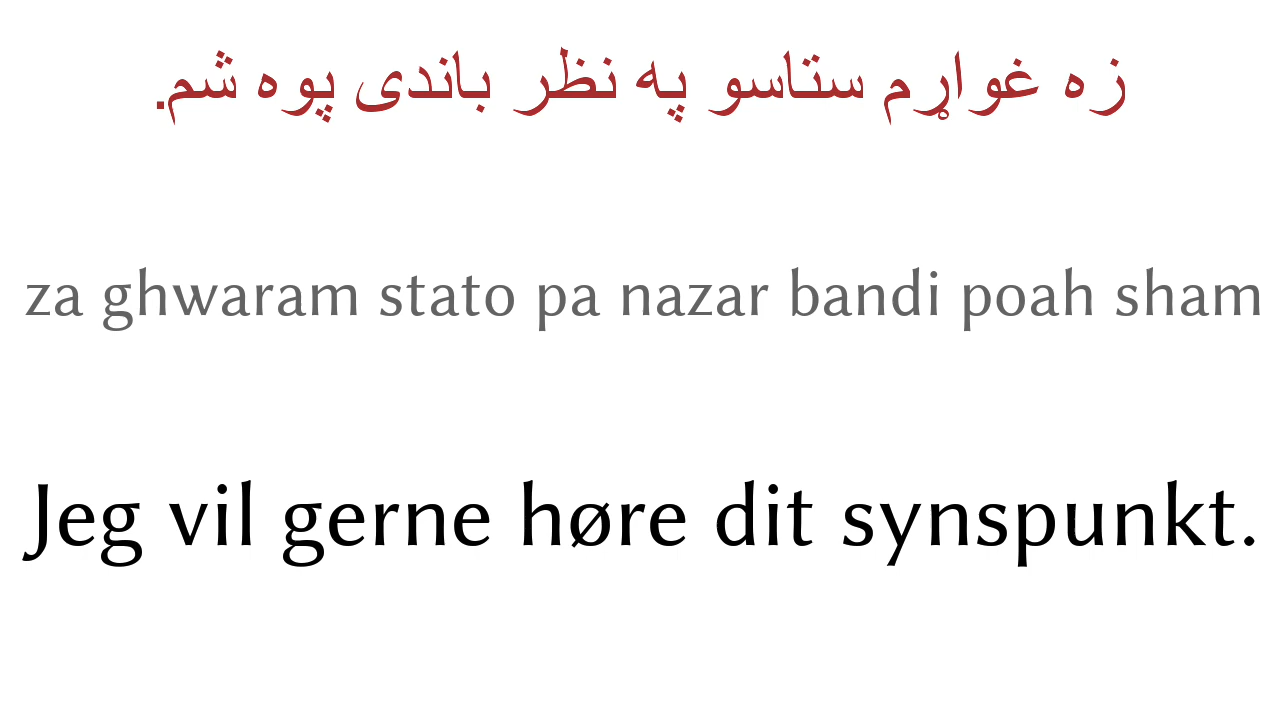 زه غواړم ستاسو په نظر باندی پوه شم.
za ghwaram stato pa nazar bandi poah sham
Jeg vil gerne høre dit synspunkt.